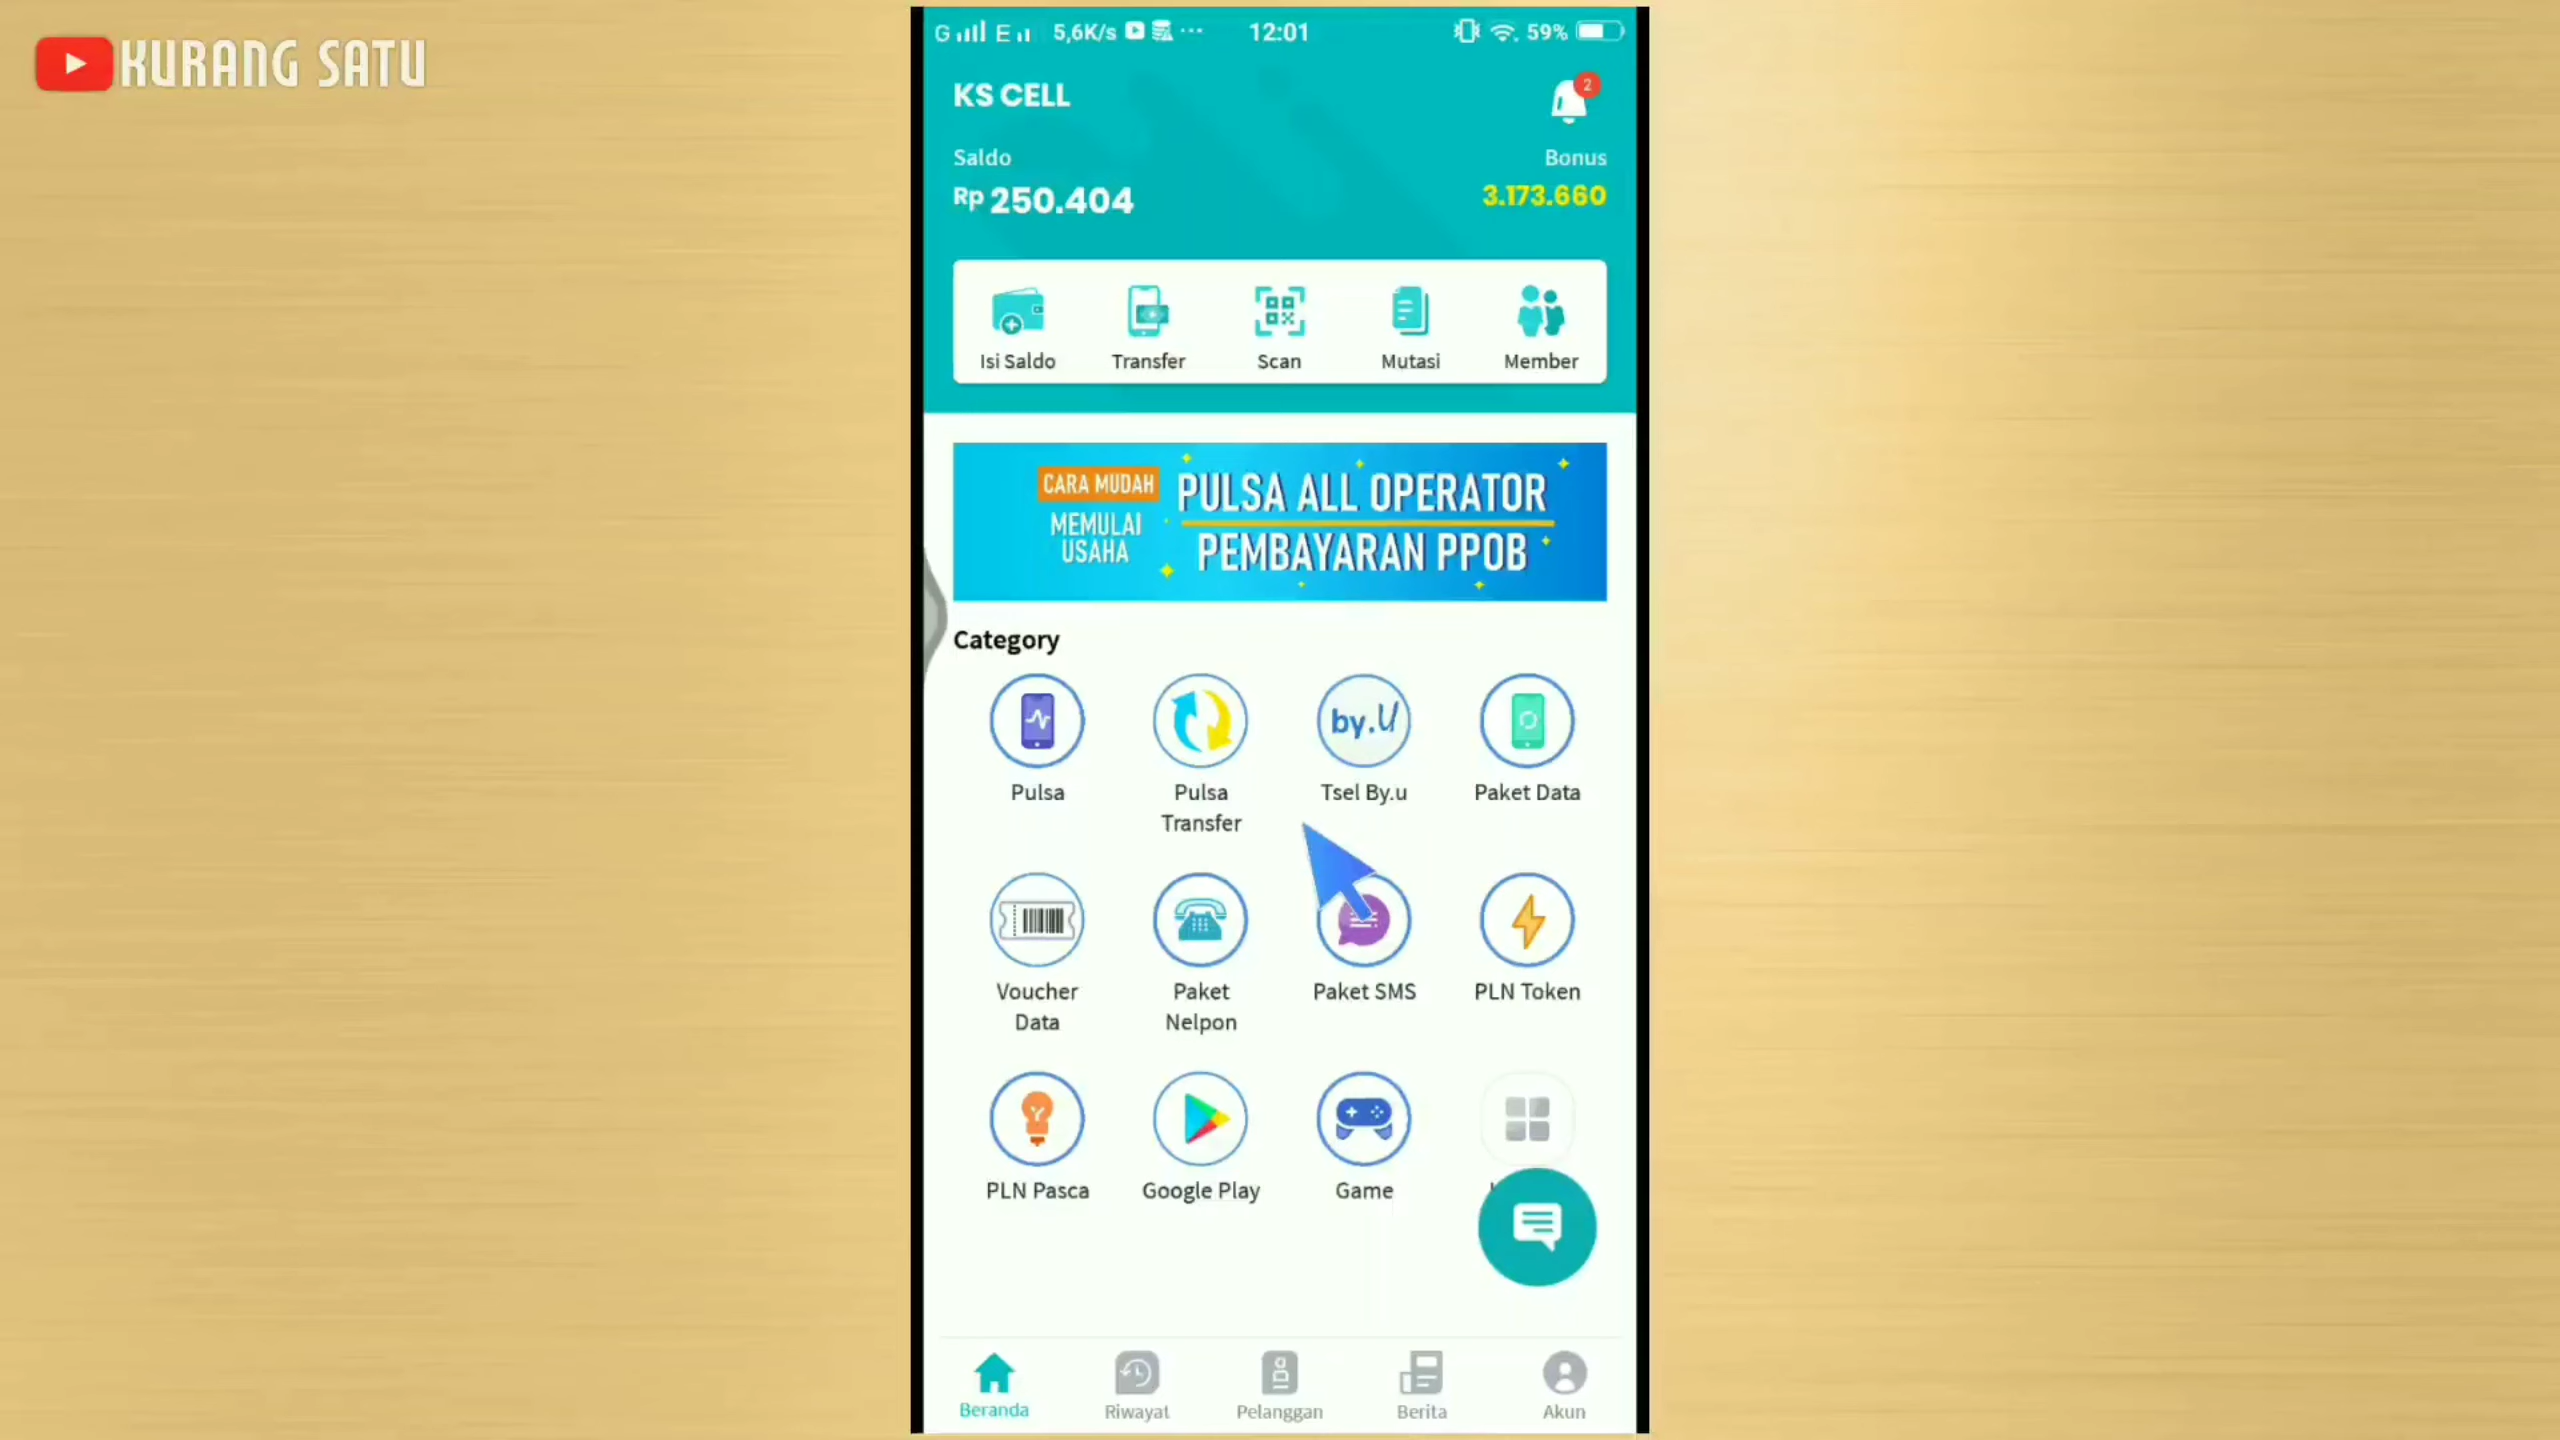 KURANG SATU
G E 5,6K/s ... 12:01 59%
KS CELL
2
Saldo
Bonus
Rp 250.404
3.173.660
Isi Saldo
Transfer
Scan
Mutasi
Member
CARA MUDAH
MEMULAI
USAHA
PULSA ALL OPERATOR
PEMBAYARAN PPOB
Category
by.U
Pulsa
Pulsa
Transfer
Tsel By.u
Paket Data
Voucher
Data
Paket
Nelpon
Paket SMS
PLN Token
PLN Pasca
Google Play
Game
Beranda
Riwayat
Pelanggan
Berita
Akun